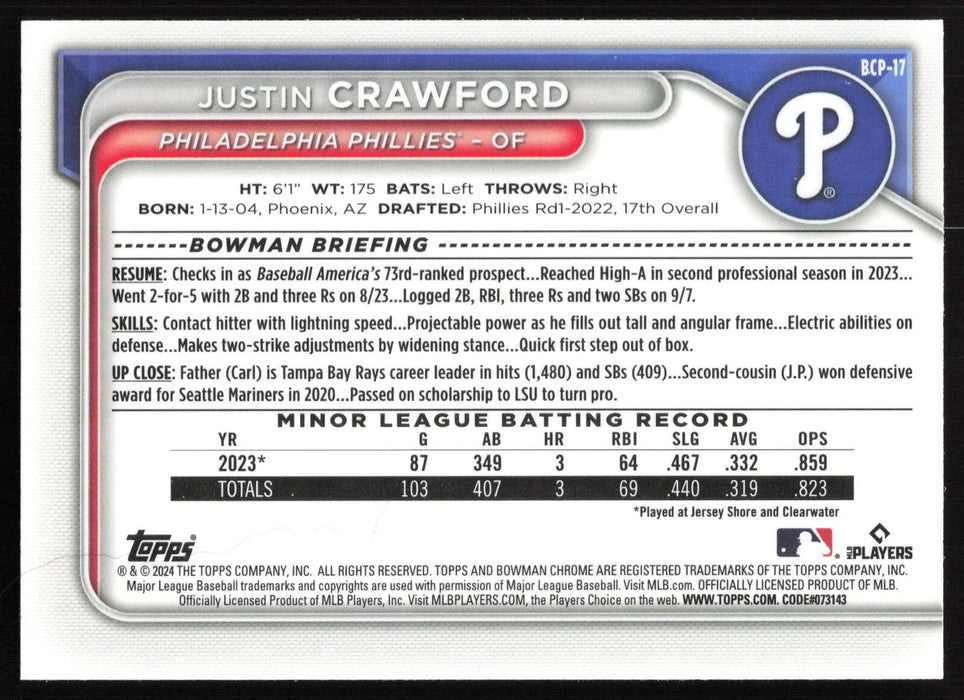 BCP-17
JUSTIN CRAWFORD
PHILADELPHIA PHILLIES™ – OF
P®
HT: 6'1" WT: 175 BATS: Left THROWS: Right
BORN: 1-13-04, Phoenix, AZ DRAFTED: Phillies Rd1-2022, 17th Overall
BOWMAN BRIEFING
RESUME: Checks in as Baseball America's 73rd-ranked prospect...Reached High-A in second professional season in 2023...
Went 2-for-5 with 2B and three Rs on 8/23...Logged 2B, RBI, three Rs and two SBs on 9/7.
SKILLS: Contact hitter with lightning speed...Projectable power as he fills out tall and angular frame...Electric abilities on
defense...Makes two-strike adjustments by widening stance...Quick first step out of box.
UP CLOSE: Father (Carl) is Tampa Bay Rays career leader in hits (1,480) and SBs (409)...Second-cousin (J.P.) won defensive
award for Seattle Mariners in 2020...Passed on scholarship to LSU to turn pro.
MINOR LEAGUE BATTING RECORD
YR G AB HR RBI SLG AVG OPS
2023* 87 349 3 64 .467 .332 .859
TOTALS 103 407 3 69 .440 .319 .823
*Played at Jersey Shore and Clearwater
Topps® ® MLB PLAYERS
® & © 2024 THE TOPPS COMPANY, INC. ALL RIGHTS RESERVED. TOPPS AND BOWMAN CHROME ARE REGISTERED TRADEMARKS OF THE TOPPS COMPANY, INC.
Major League Baseball trademarks and copyrights are used with permission of Major League Baseball. Visit MLB.com. OFFICIALLY LICENSED PRODUCT OF MLB.
Officially Licensed Product of MLB Players, Inc. Visit MLBPLAYERS.COM, the Players Choice on the web. WWW.TOPPS.COM. CODE#073143